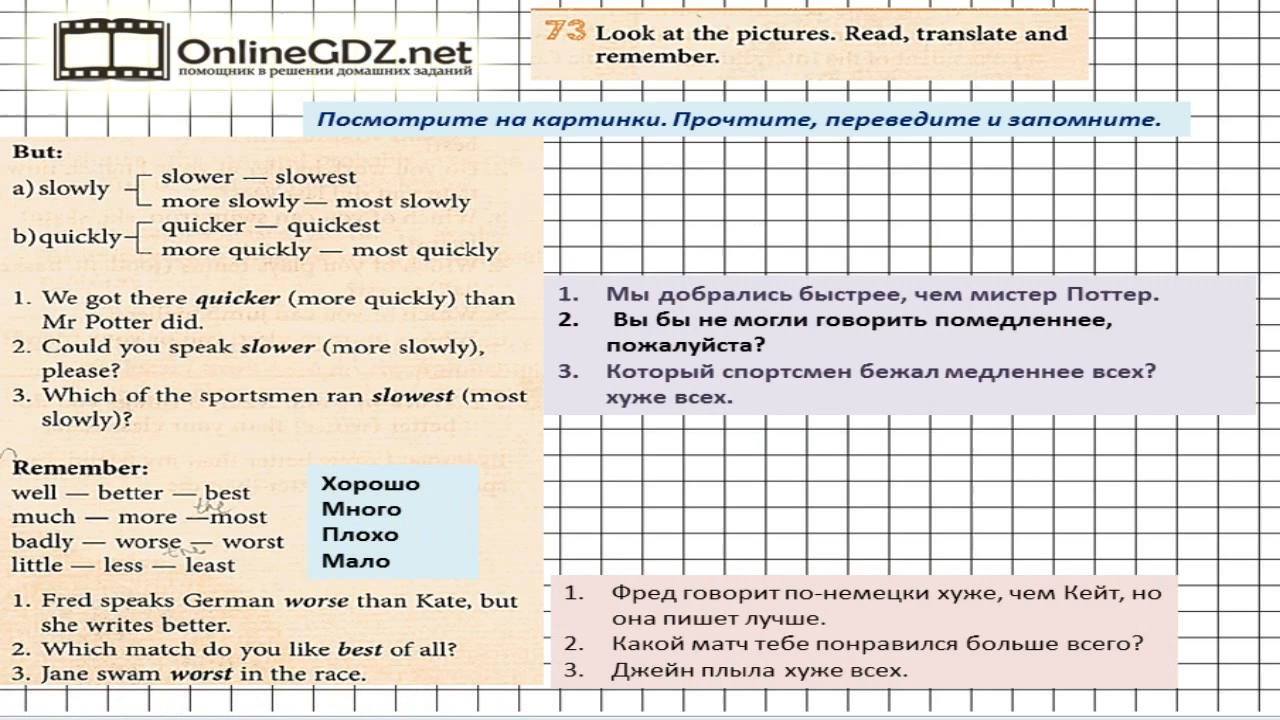 OnlineGDZ.net
помощник в решении домашних заданий
73 Look at the pictures. Read, translate and
remember.
Посмотрите на картинки. Прочтите, переведите и запомните.
But:
a) slowly
slower — slowest
more slowly — most slowly
b) quickly
quicker — quickest
more quickly — most quickly
1. We got there quicker (more quickly) than
Mr Potter did.
2. Could you speak slower (more slowly),
please?
3. Which of the sportsmen ran slowest (most
slowly)?
1. Мы добрались быстрее, чем мистер Поттер.
2. Вы бы не могли говорить помедленнее,
пожалуйста?
3. Который спортсмен бежал медленнее всех?
хуже всех.
Remember:
well — better — best
much — more — the most
badly — worse — worst
the
little — less — least
Хорошо
Много
Плохо
Мало
1. Fred speaks German worse than Kate, but
she writes better.
2. Which match do you like best of all?
3. Jane swam worst in the race.
1. Фред говорит по-немецки хуже, чем Кейт, но
она пишет лучше.
2. Какой матч тебе понравился больше всего?
3. Джейн плыла хуже всех.